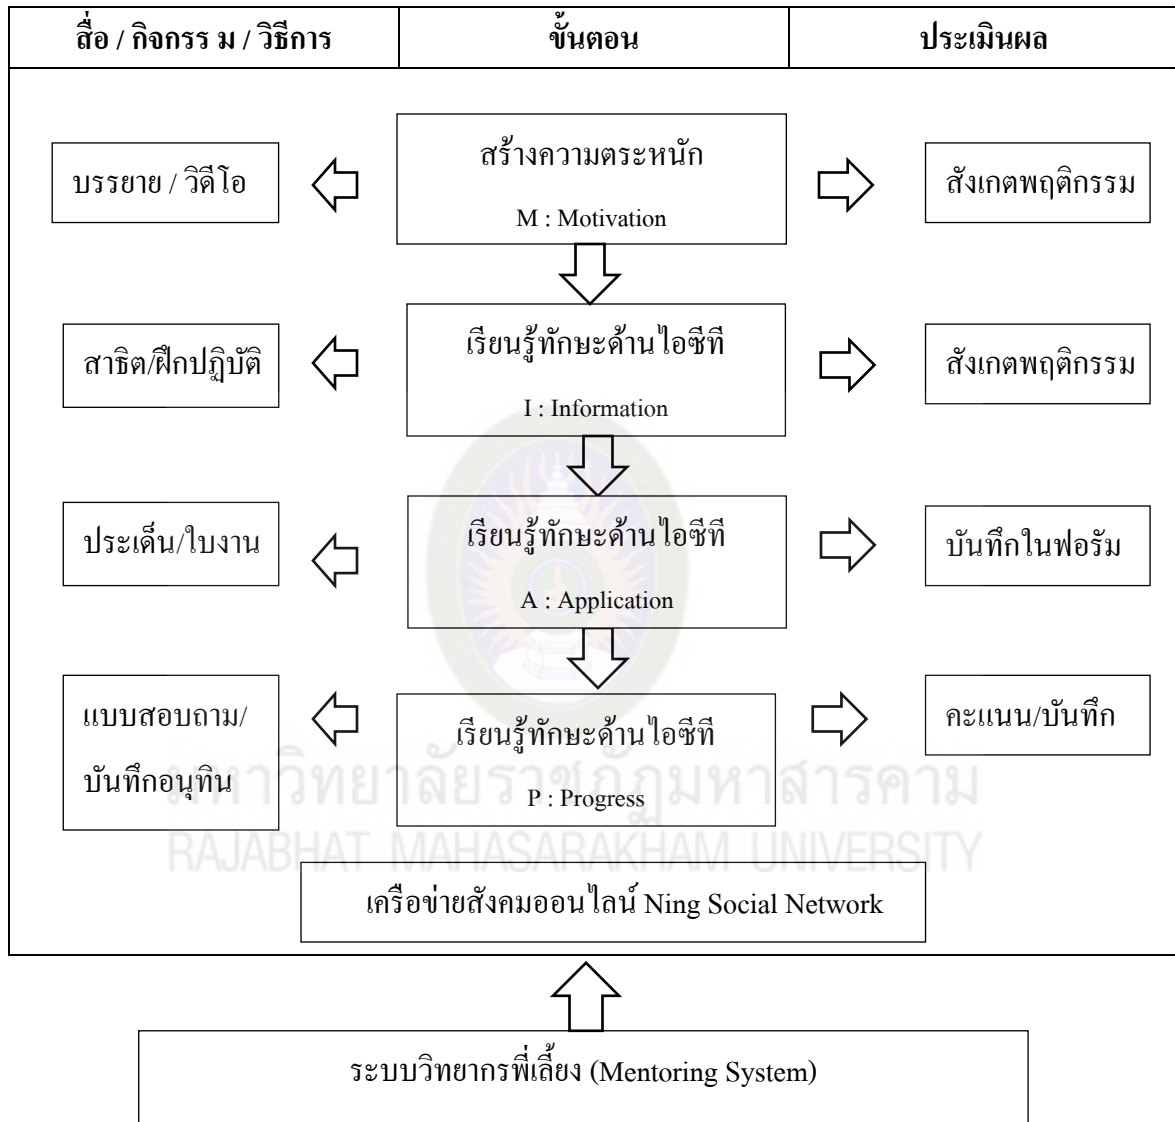 สื่อ / กิจกรร ม / วิธีการ
ขั้นตอน
ประเมินผล
บรรยาย / วิดีโอ
สร้างความตระหนัก
M : Motivation
สังเกตพฤติกรรม
สาธิต/ฝึกปฏิบัติ
เรียนรู้ทักษะด้านไอซีที
I : Information
สังเกตพฤติกรรม
ประเด็น/ใบงาน
เรียนรู้ทักษะด้านไอซีที
A : Application
บันทึกในฟอรัม
แบบสอบถาม/
บันทึกอนุทิน
เรียนรู้ทักษะด้านไอซีที
P : Progress
คะแนน/บันทึก
มหาวิทยาลัยราชภัฏมหาสารคาม
RAJABHAT MAHASARAKHAM UNIVERSITY
เครือข่ายสังคมออนไลน์ Ning Social Network
ระบบวิทยากรพี่เลี้ยง (Mentoring System)